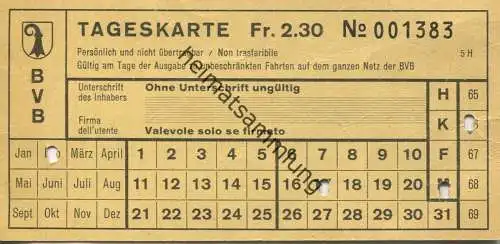 TAGESKARTE Fr. 2.30 № 001383
Persönlich und nicht übertragbar / Non trasferibile
5 H
Gültig am Tage der Ausgabe zu unbeschränkten Fahrten auf dem ganzen Netz der BVB
BVB
Unterschrift des Inhabers
Ohne Unterschrift ungültig
Firma dell'utente
Valevole solo se firmato
H 65
K
F 67
M 68
69
Jan März April 1 2 3 4 5 6 7 8 9 10
Mai Juni Juli Aug 11 12 13 14 15 16 18 19 20
Sept Okt Nov Dez 21 22 23 24 25 26 27 28 29 30 31
heimatsammlung.de